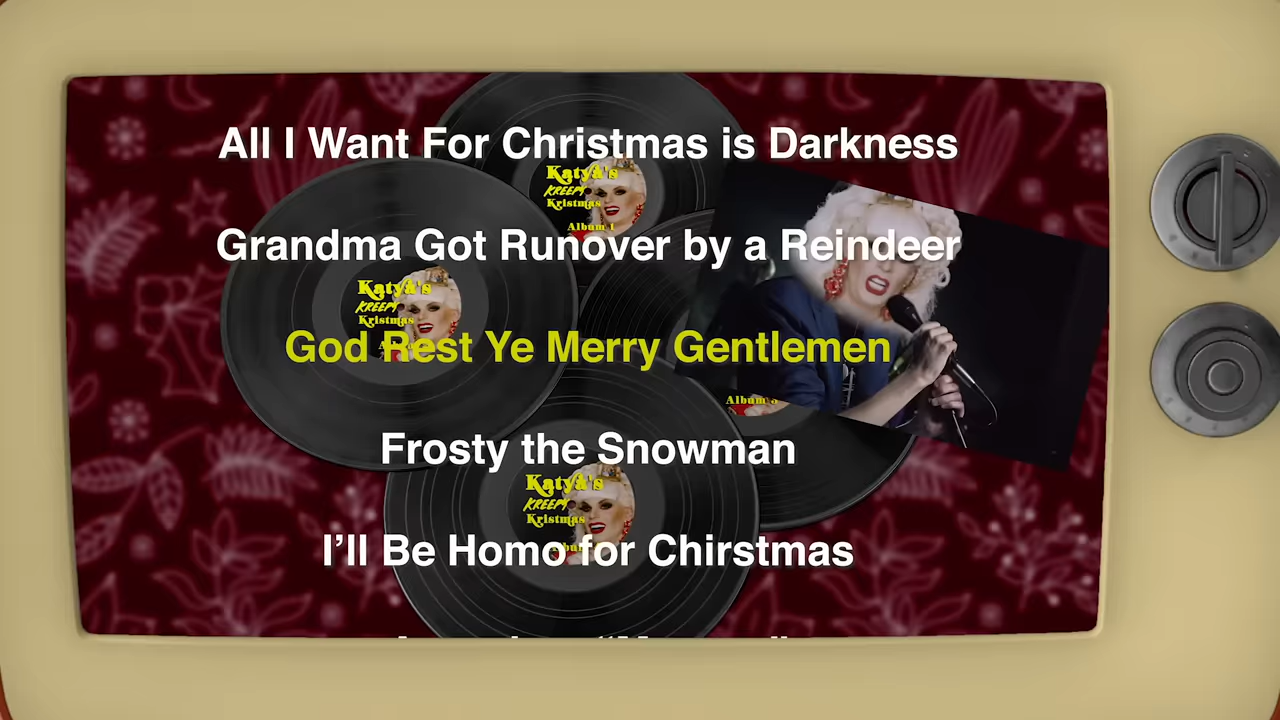 All I Want For Christmas is Darkness
Katya's
KREEPY
Kristmas
Album 1
Grandma Got Runover by a Reindeer
Katya's
KREEPY
Kristmas
God Rest Ye Merry Gentlemen
Album 3
Frosty the Snowman
Katya's
KREEPY
Kristmas
I'll Be Homo for Chirstmas